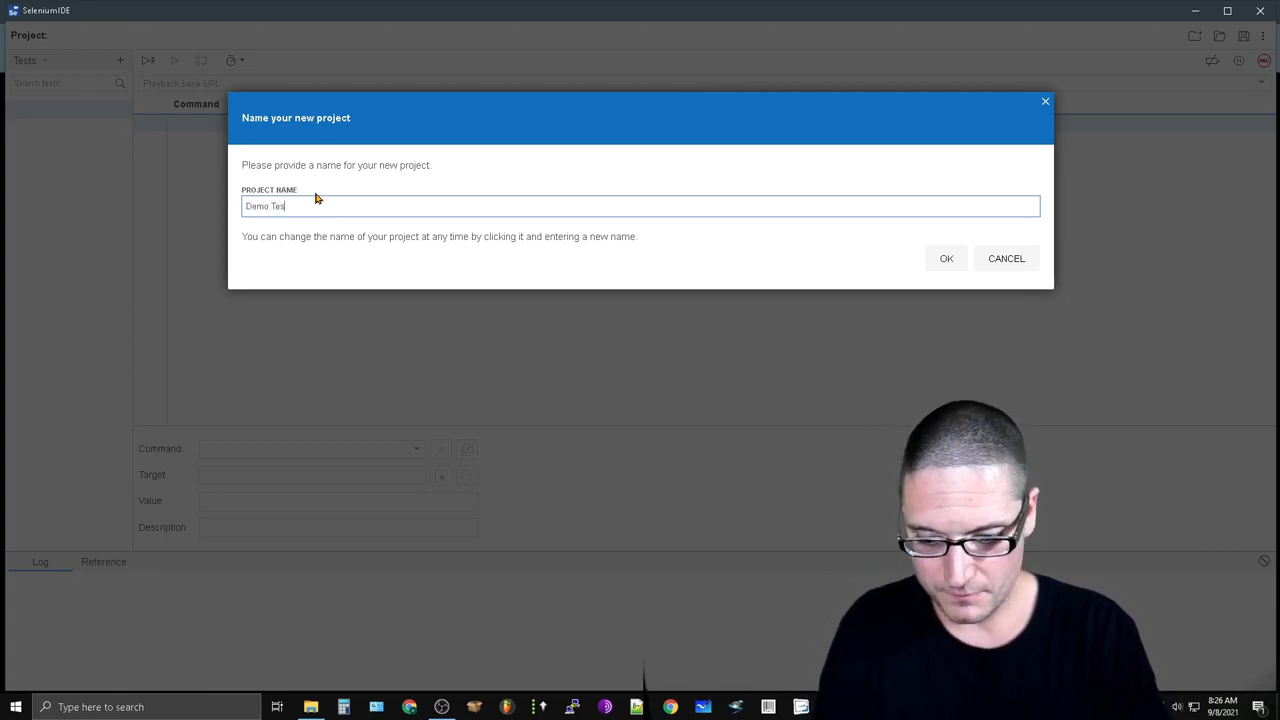 Selenium IDE
Project:
Tests
Search tests...
Playback base URL
REC
Command
Name your new project
Please provide a name for your new project:
PROJECT NAME
Demo Tes
You can change the name of your project at any time by clicking it and entering a new name.
OK
CANCEL
Command
Target
Value
Description
Log
Reference
Type here to search
8:26 AM
9/8/2021